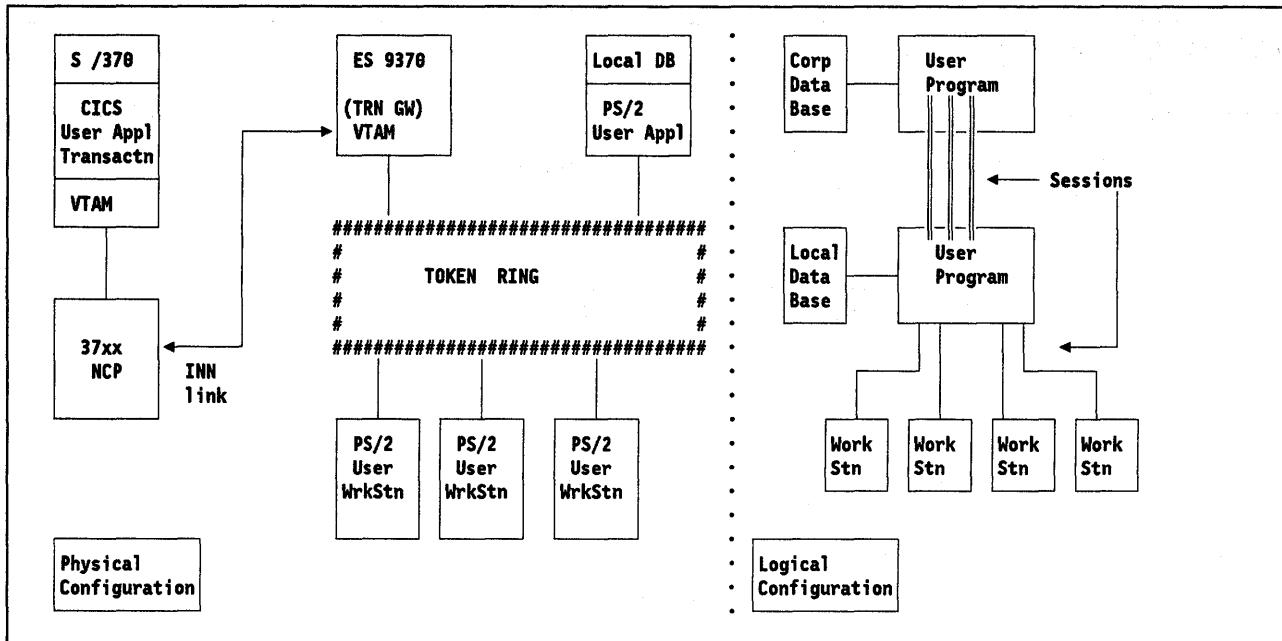 S /370
CICS
User Appl
Transactn
VTAM
37xx
NCP
INN
link
ES 9370
(TRN GW)
VTAM
Local DB
PS/2
User Appl
TOKEN RING
PS/2
User
WrkStn
PS/2
User
WrkStn
PS/2
User
WrkStn
Physical
Configuration
Corp
Data
Base
User
Program
Sessions
Local
Data
Base
User
Program
Work
Stn
Work
Stn
Work
Stn
Work
Stn
Logical
Configuration